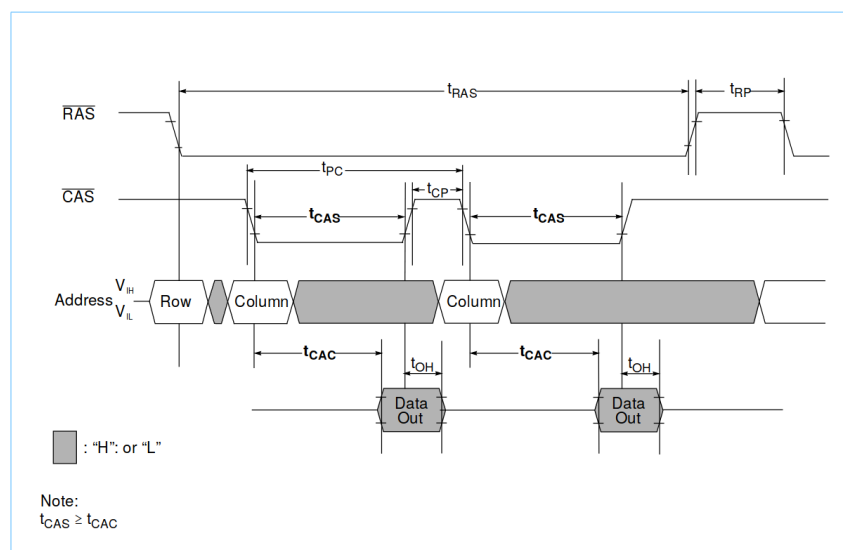 tRAS
tRP
RAS
tPC
CAS
tCP
tCAS
tCAS
Address
VIH
VIL
Row
Column
Column
tCAC
tOH
tCAC
tOH
Data
Out
Data
Out
: “H”: or “L”
Note:
tCAS ≥ tCAC